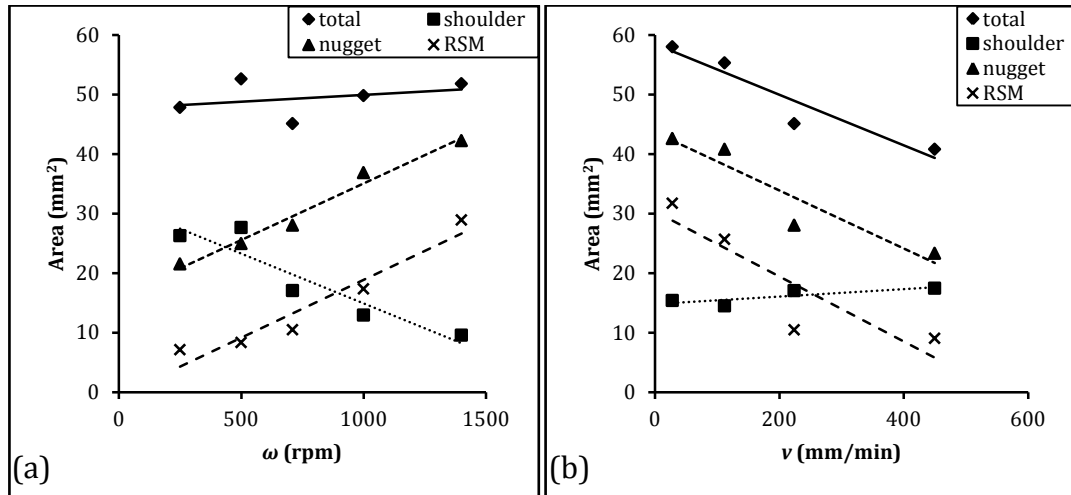 total shoulder
nugget RSM
60
50
40
30
20
10
0
Area (mm²)
0 500 1000 1500
ω (rpm)
(a)
total
shoulder
nugget
RSM
60
50
40
30
20
10
0
Area (mm²)
0 200 400 600
v (mm/min)
(b)